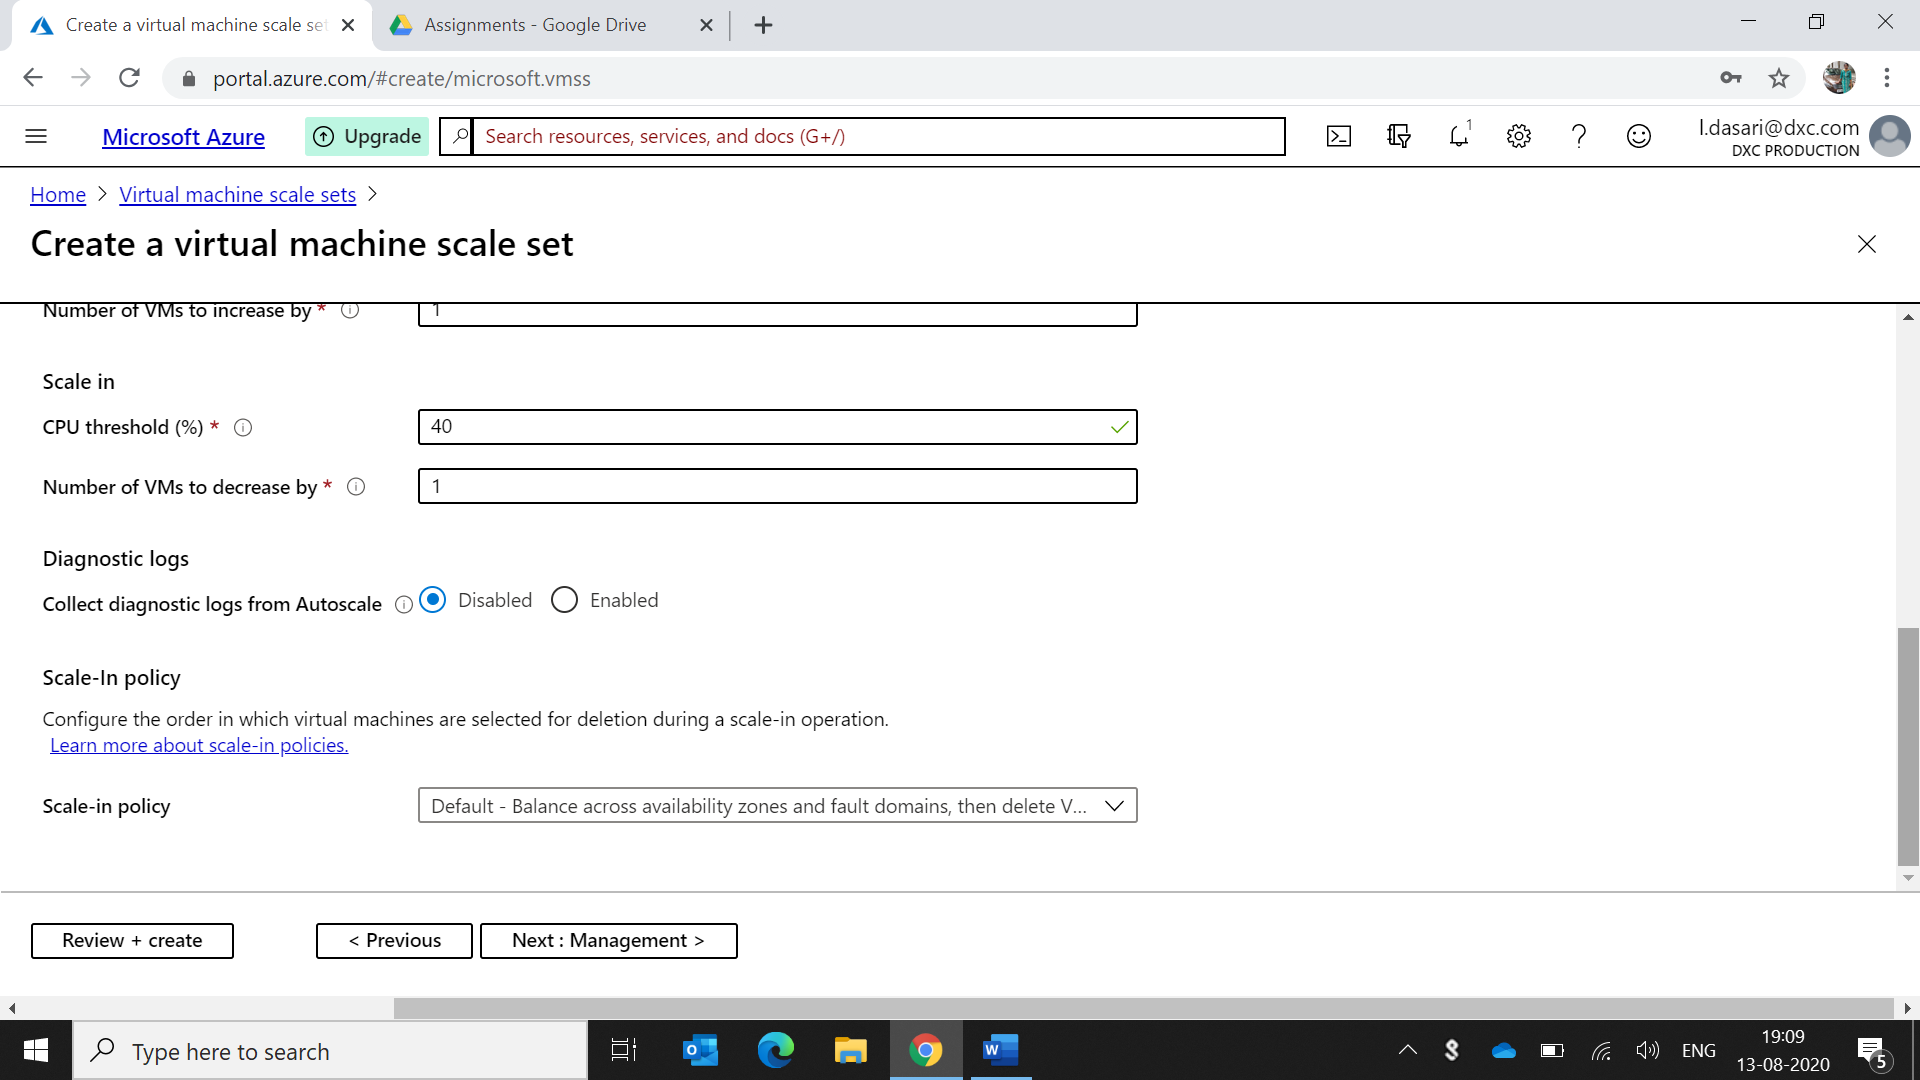 Create a virtual machine scale set
Assignments - Google Drive
portal.azure.com/#create/microsoft.vmss
Microsoft Azure
Upgrade
Search resources, services, and docs (G+/)
1
l.dasari@dxc.com
DXC PRODUCTION
Home > Virtual machine scale sets >
Create a virtual machine scale set
Number of VMs to increase by * 1
Scale in
CPU threshold (%) * 40
Number of VMs to decrease by * 1
Diagnostic logs
Collect diagnostic logs from Autoscale Disabled Enabled
Scale-In policy
Configure the order in which virtual machines are selected for deletion during a scale-in operation.
Learn more about scale-in policies.
Scale-in policy Default - Balance across availability zones and fault domains, then delete V...
Review + create < Previous Next : Management >
Type here to search
ENG
19:09
13-08-2020
5